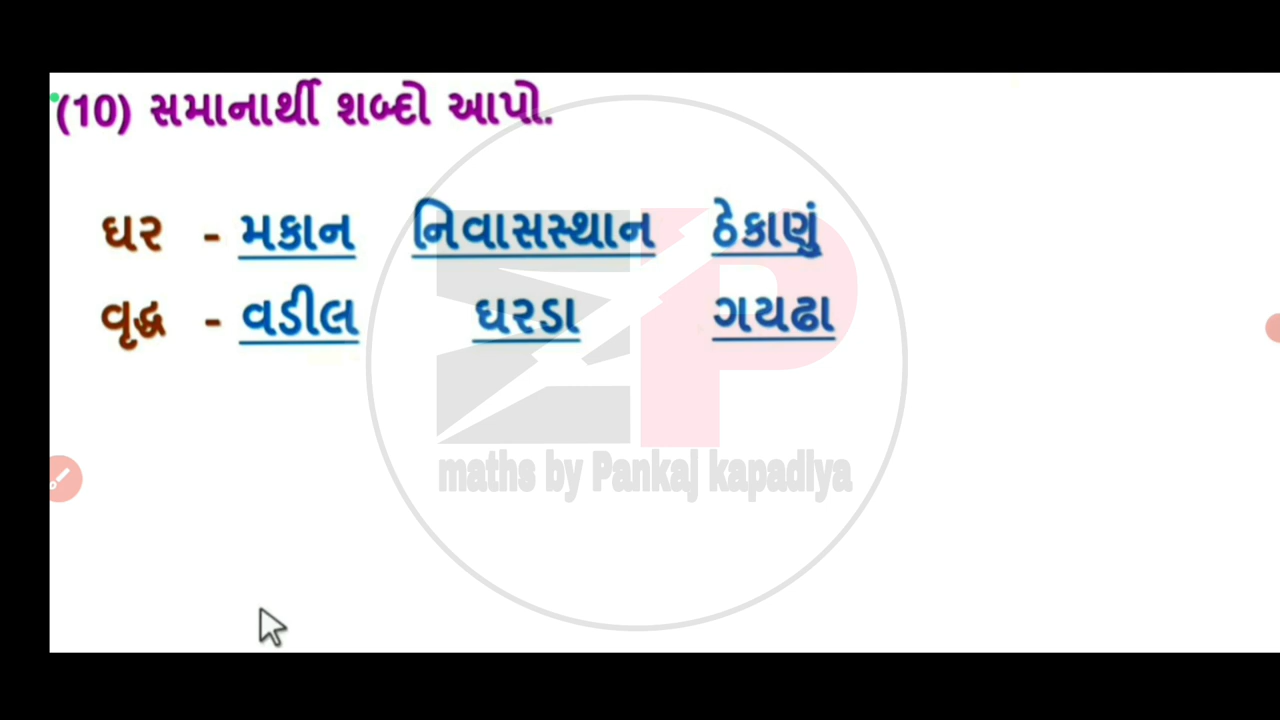 (10) સમાનાર્થી શબ્દો આપો.
ઘર - મકાન નિવાસસ્થાન ઠેકાણું
વૃદ્ધ - વડીલ ઘરડા ગયઢા
P
maths by Pankaj kapadiya